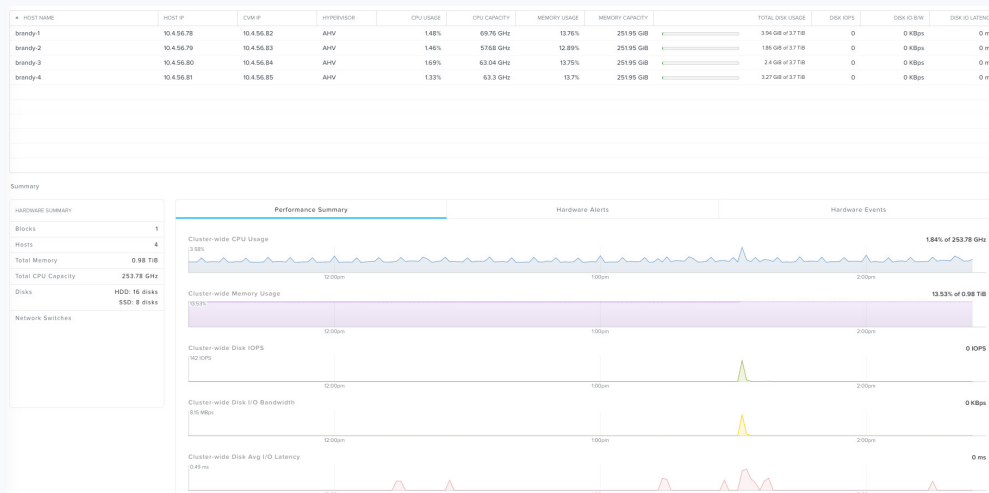 HOST NAME HOST IP CVM IP HYPERVISOR CPU USAGE CPU CAPACITY MEMORY USAGE MEMORY CAPACITY TOTAL DISK USAGE DISK IOPS DISK IO B/W DISK IO LATENC
brandy-1 10.4.56.78 10.4.56.82 AHV 1.48% 69.76 GHz 13.76% 251.95 GiB 3.94 GiB of 3.7 TiB 0 0 KBps 0 m
brandy-2 10.4.56.79 10.4.56.83 AHV 1.46% 57.68 GHz 12.89% 251.95 GiB 1.86 GiB of 3.7 TiB 0 0 KBps 0 m
brandy-3 10.4.56.80 10.4.56.84 AHV 1.69% 63.04 GHz 13.75% 251.95 GiB 2.4 GiB of 3.7 TiB 0 0 KBps 0 m
brandy-4 10.4.56.81 10.4.56.85 AHV 1.33% 63.3 GHz 13.7% 251.95 GiB 3.27 GiB of 3.7 TiB 0 0 KBps 0 m
Summary
HARDWARE SUMMARY
Blocks 1
Hosts 4
Total Memory 0.98 TiB
Total CPU Capacity 253.78 GHz
Disks HDD: 16 disks
SSD: 8 disks
Network Switches
Performance Summary Hardware Alerts Hardware Events
Cluster-wide CPU Usage 1.84% of 253.78 GHz
3.59%
12:00pm 1:00pm 2:00pm
Cluster-wide Memory Usage 13.53% of 0.98 TiB
13.53%
12:00pm 1:00pm 2:00pm
Cluster-wide Disk IOPS 0 IOPS
142 IOPS
12:00pm 1:00pm 2:00pm
Cluster-wide Disk I/O Bandwidth 0 KBps
8.15 MBps
12:00pm 1:00pm 2:00pm
Cluster-wide Disk Avg I/O Latency 0 ms
0.49 ms